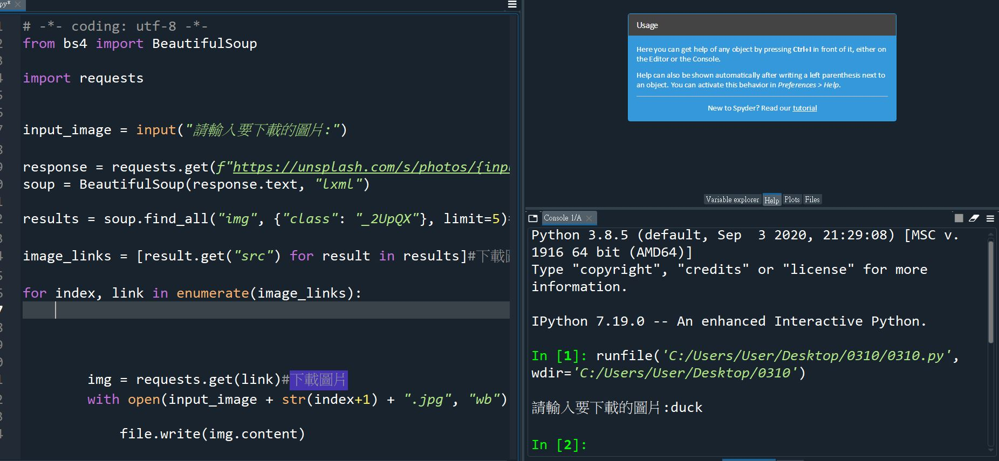 py*
# -*- coding: utf-8 -*-
from bs4 import BeautifulSoup
import requests
input_image = input("請輸入要下載的圖片:")
response = requests.get(f"https://unsplash.com/s/photos/{inp
soup = BeautifulSoup(response.text, "lxml")
results = soup.find_all("img", {"class": "_2UpQX"}, limit=5)
image_links = [result.get("src") for result in results]#下載
for index, link in enumerate(image_links):
img = requests.get(link)#下載圖片
with open(input_image + str(index+1) + ".jpg", "wb")
file.write(img.content)
Usage
Here you can get help of any object by pressing Ctrl+I in front of it, either on
the Editor or the Console.
Help can also be shown automatically after writing a left parenthesis next to
an object. You can activate this behavior in Preferences > Help.
New to Spyder? Read our tutorial
Variable explorer Help Plots Files
Console 1/A
Python 3.8.5 (default, Sep  3 2020, 21:29:08) [MSC v.
1916 64 bit (AMD64)]
Type "copyright", "credits" or "license" for more
information.
IPython 7.19.0 -- An enhanced Interactive Python.
In [1]: runfile('C:/Users/User/Desktop/0310/0310.py',
wdir='C:/Users/User/Desktop/0310')
請輸入要下載的圖片:duck
In [2]: